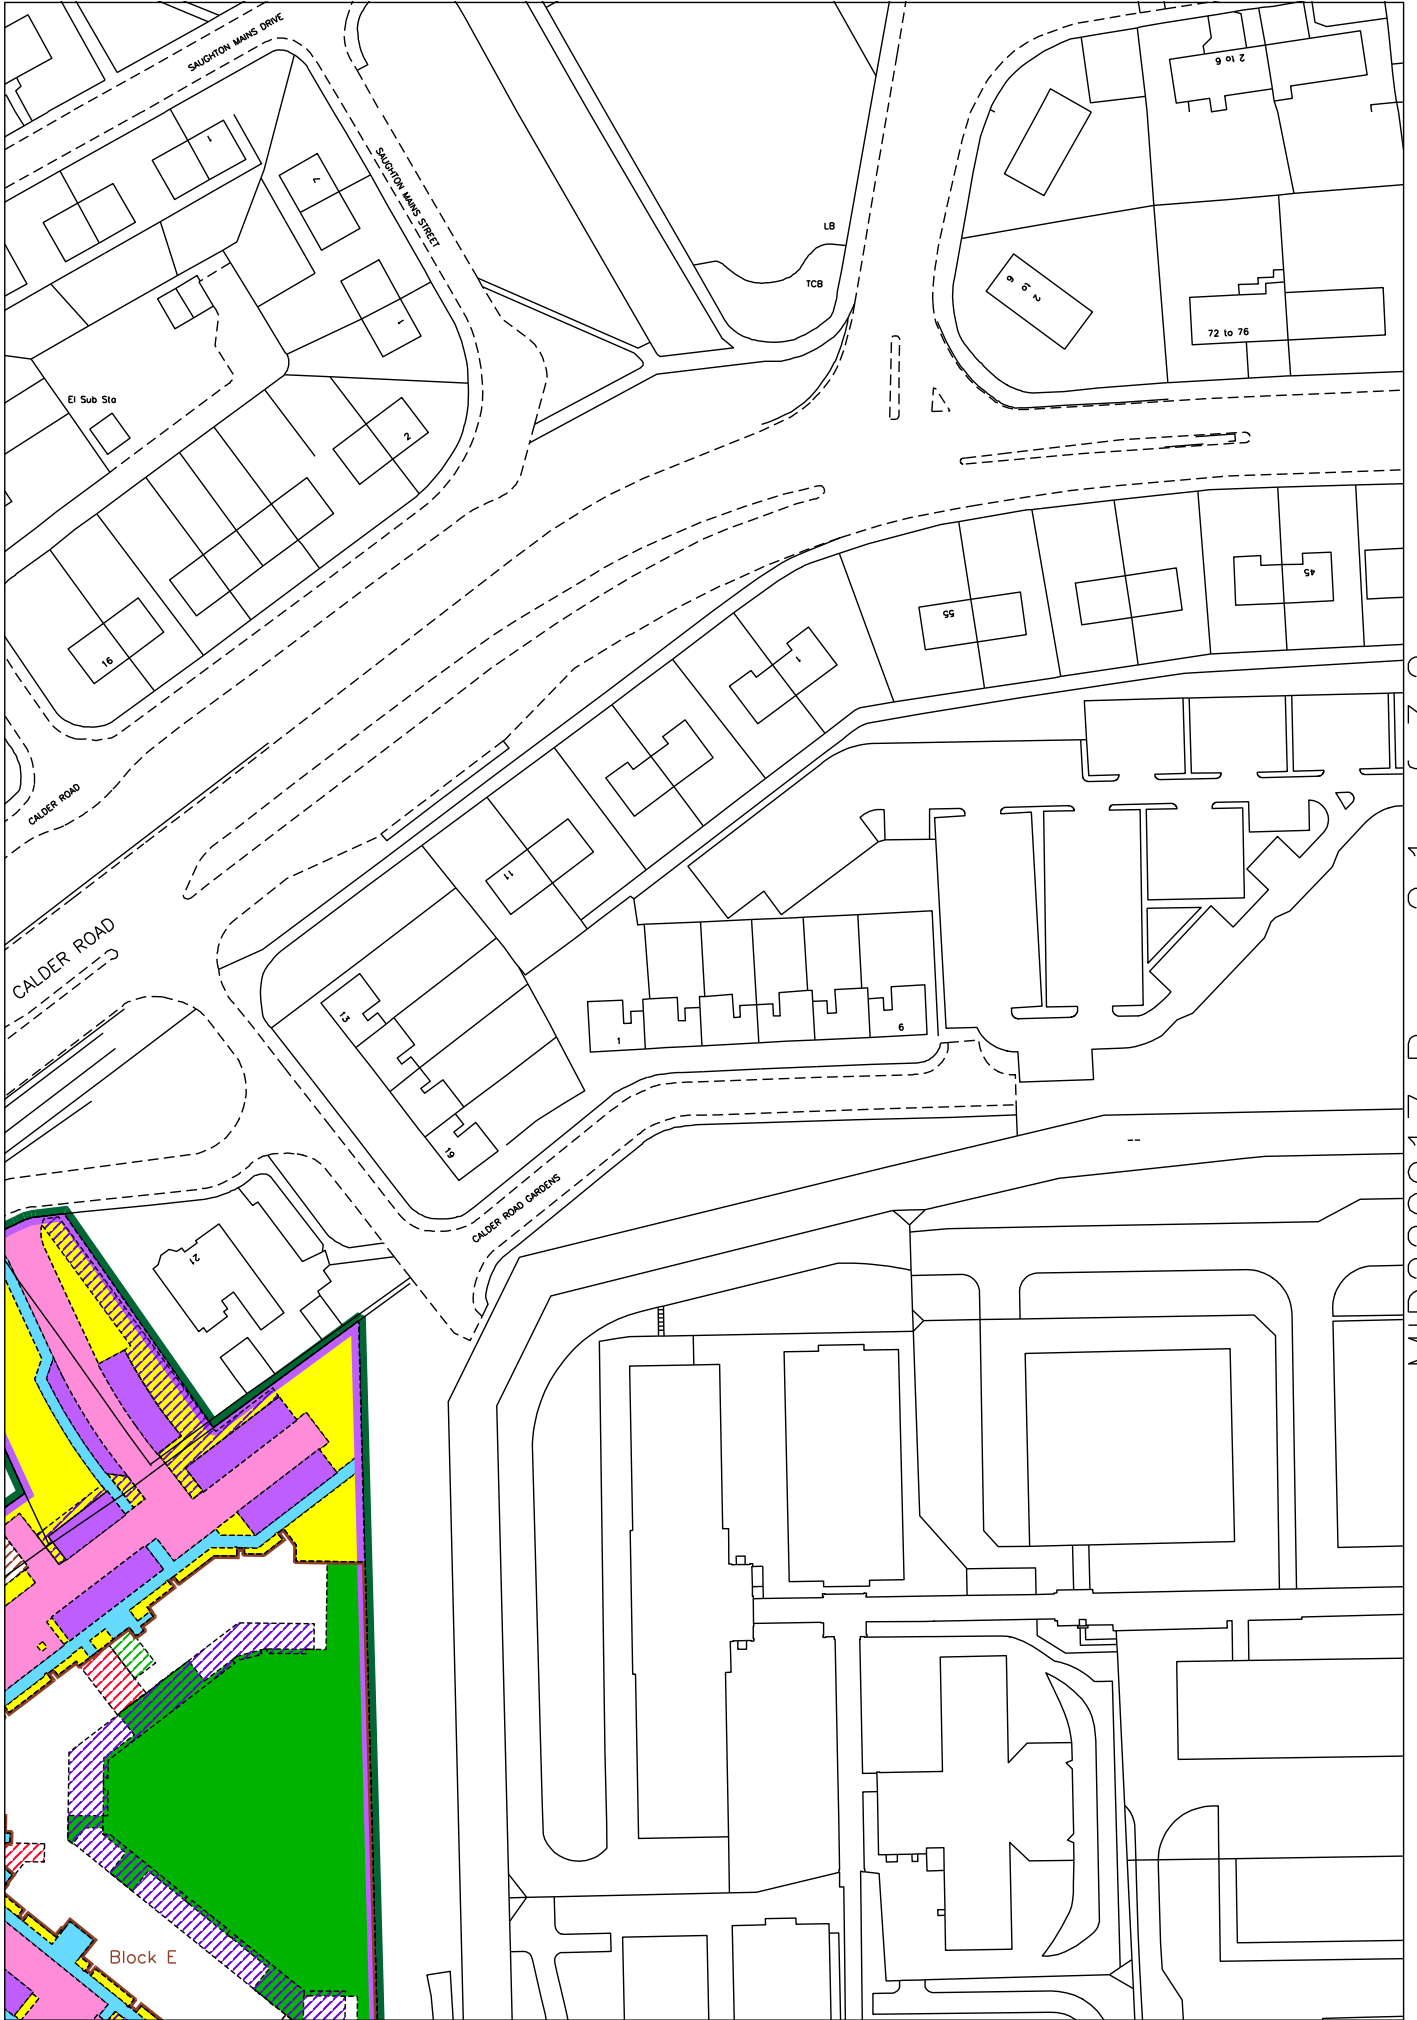 SAUGHTON MAINS DRIVE
2 to 6
1
SAUGHTON MAINS STREET
7
LB
TCB
2 to 6
1
72 to 76
El Sub Sta
2
45
55
16
1
CALDER ROAD
11
CALDER ROAD
13
1
6
19
CALDER ROAD GARDENS
21
Block E